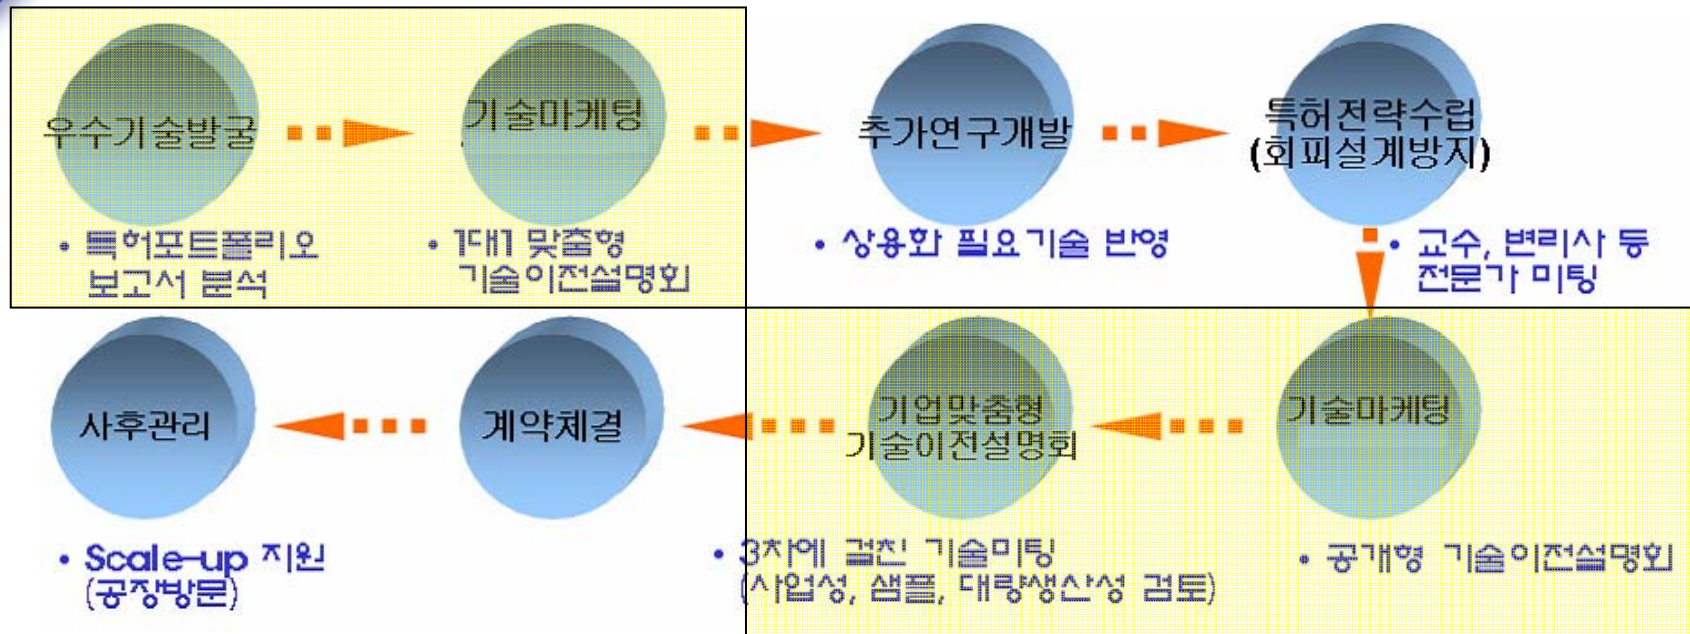 우수기술발굴
• 특허포트폴리오
보고서 분석
기술마케팅
• 1대1 맞춤형
기술이전설명회
추가연구개발
• 상용화 필요기술 반영
특허전략수립
(회피설계방지)
• 교수, 변리사 등
전문가 미팅
기술마케팅
• 공개형 기술이전설명회
기업맞춤형
기술이전설명회
• 3차에 걸친 기술미팅
(사업성, 샘플, 대량생산성 검토)
계약체결
사후관리
• Scale-up 지원
(공장방문)